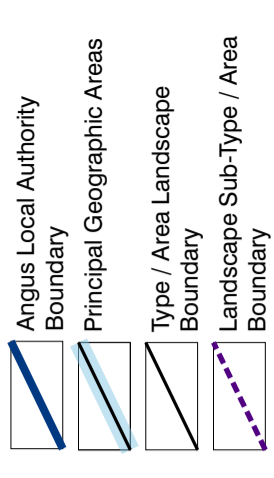 Angus Local Authority
Boundary
Principal Geographic Areas
Type / Area Landscape
Boundary
Landscape Sub-Type / Area
Boundary